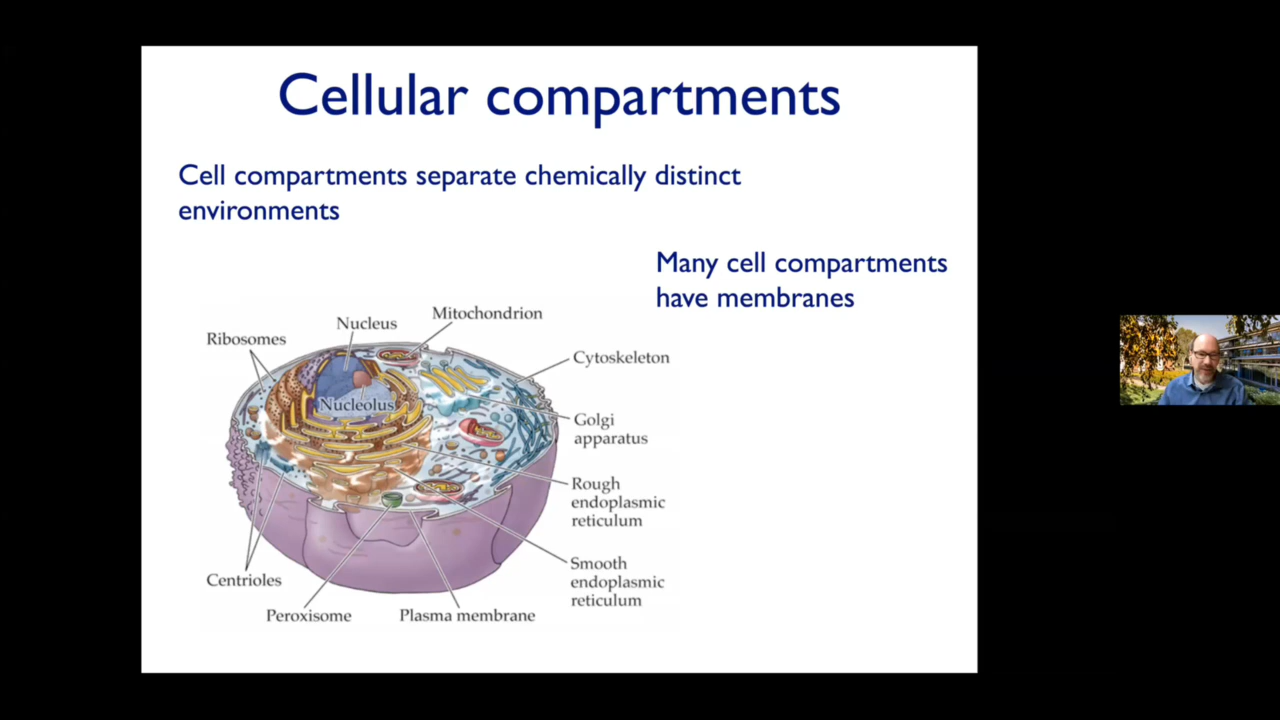 Cellular compartments
Cell compartments separate chemically distinct
environments
Many cell compartments
have membranes
Mitochondrion
Nucleus
Ribosomes
Cytoskeleton
Nucleolus
Golgi
apparatus
Rough
endoplasmic
reticulum
Smooth
endoplasmic
reticulum
Centrioles
Peroxisome
Plasma membrane